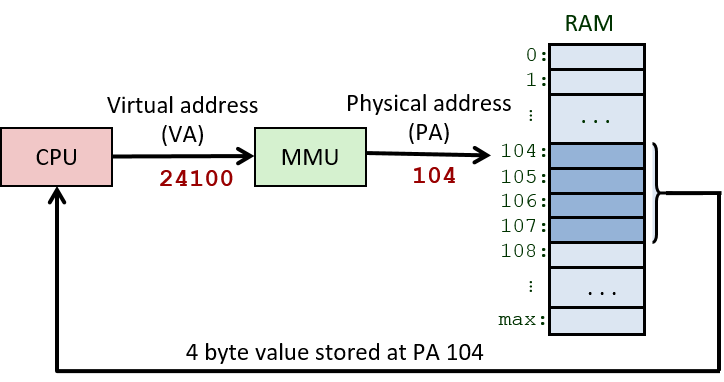 RAM
0:
1:
⋮
...
Virtual address
(VA)
Physical address
(PA)
CPU
MMU
24100
104
104:
105:
106:
107:
108:
⋮
...
max:
4 byte value stored at PA 104